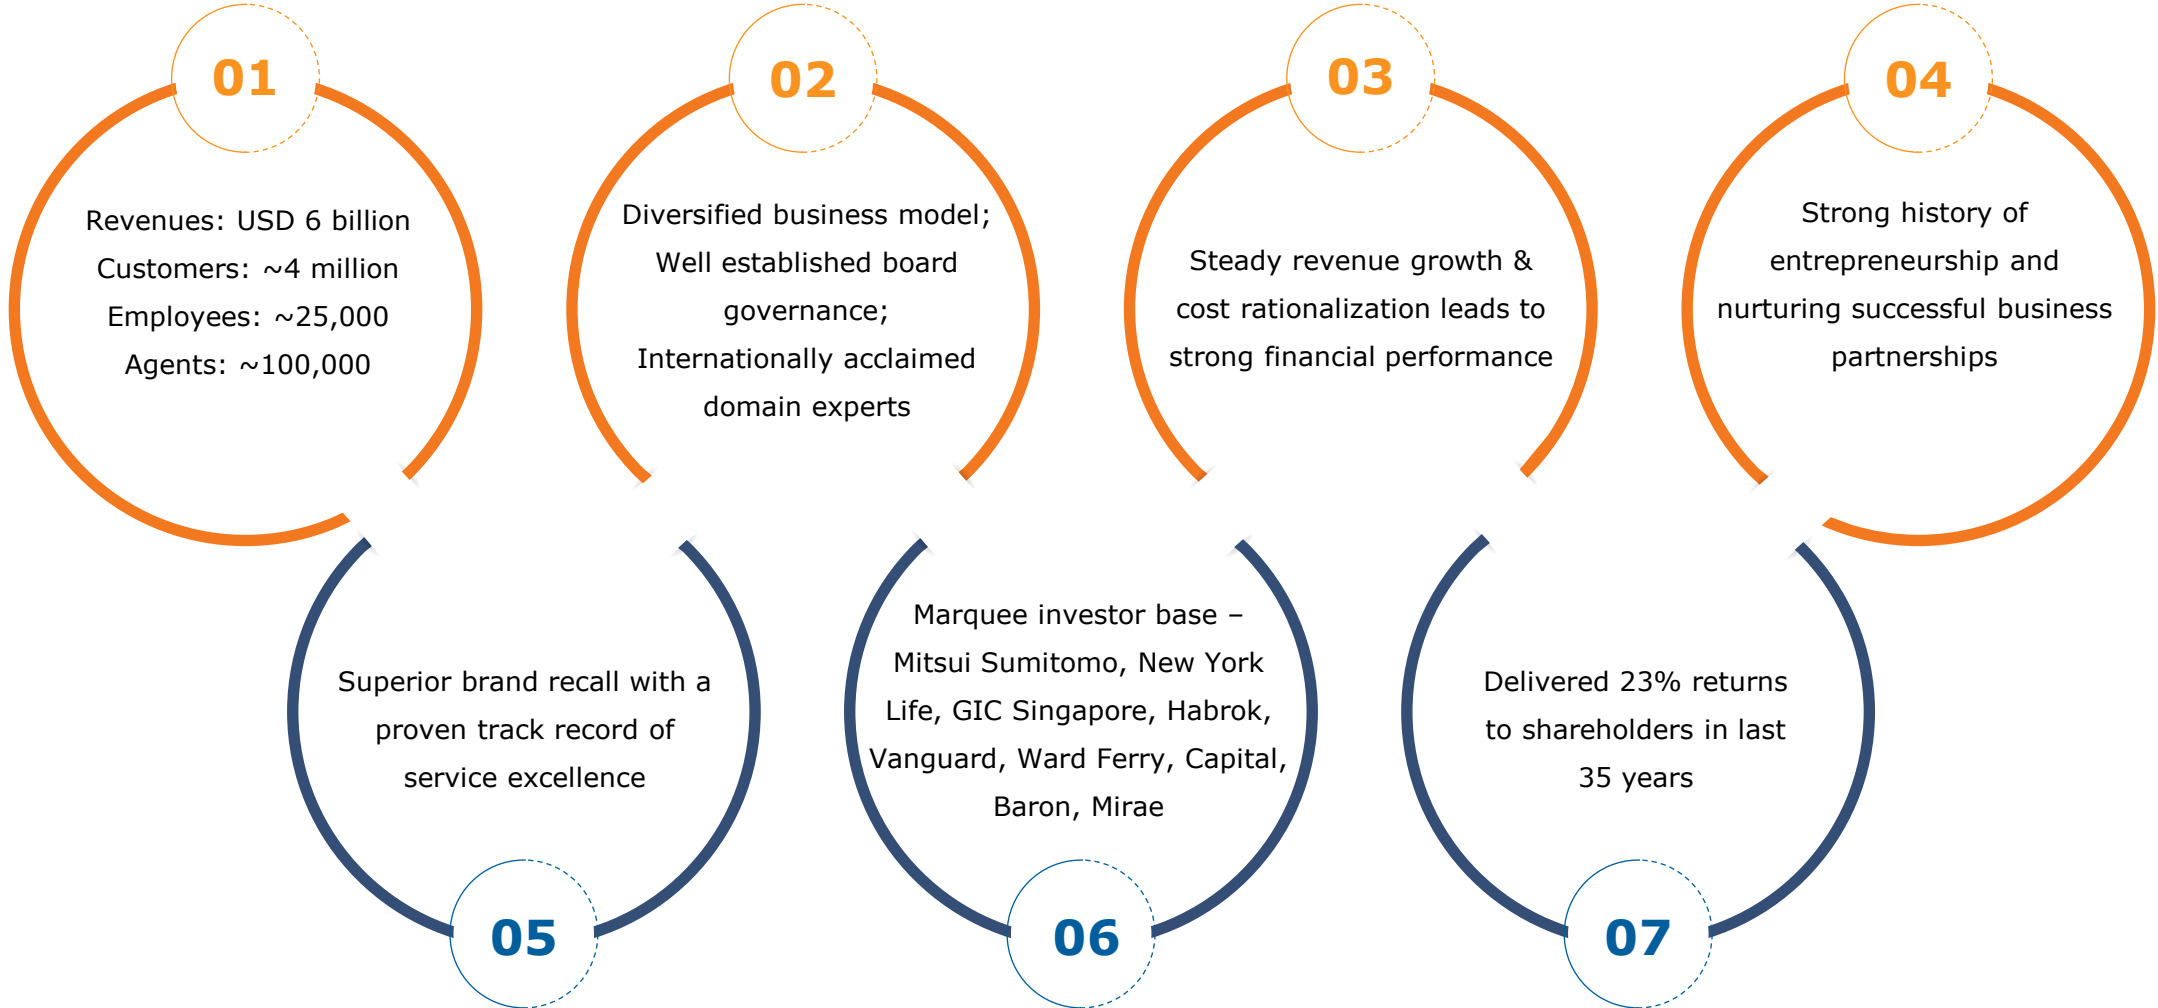 01
Revenues: USD 6 billion
Customers: ~4 million
Employees: ~25,000
Agents: ~100,000
02
Diversified business model;
Well established board
governance;
Internationally acclaimed
domain experts
03
Steady revenue growth &
cost rationalization leads to
strong financial performance
04
Strong history of
entrepreneurship and
nurturing successful business
partnerships
Superior brand recall with a
proven track record of
service excellence
05
Marquee investor base –
Mitsui Sumitomo, New York
Life, GIC Singapore, Habrok,
Vanguard, Ward Ferry, Capital,
Baron, Mirae
06
Delivered 23% returns
to shareholders in last
35 years
07